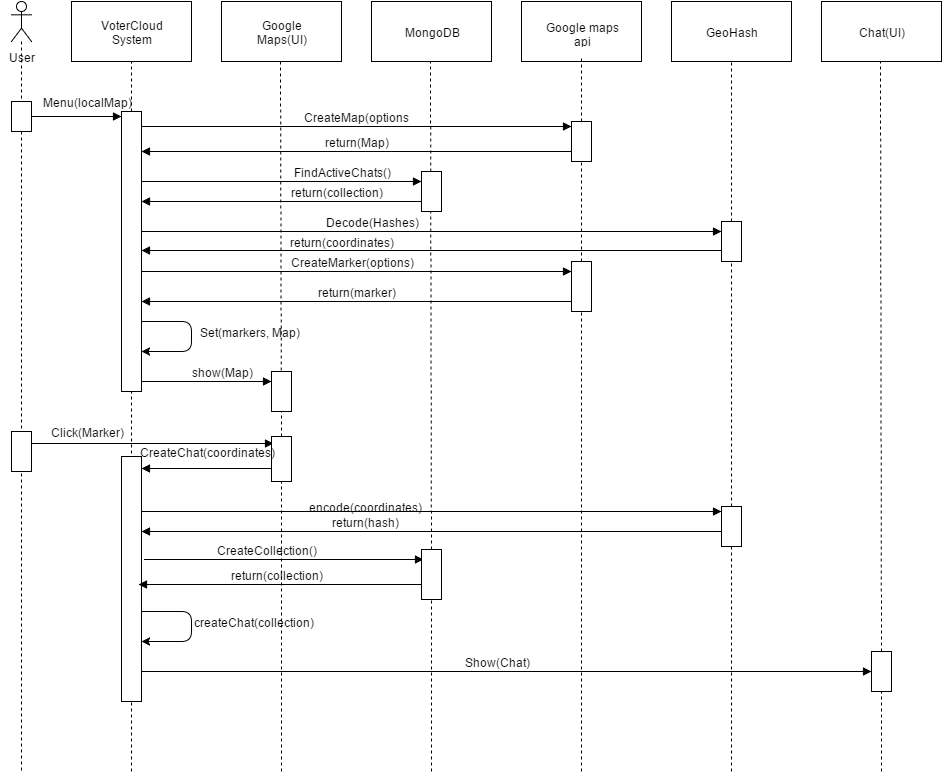 VoterCloud
System
Google
Maps(UI)
MongoDB
Google maps
api
GeoHash
Chat(UI)
User
Menu(localMap)
CreateMap(options
return(Map)
FindActiveChats()
return(collection)
Decode(Hashes)
return(coordinates)
CreateMarker(options)
return(marker)
Set(markers, Map)
show(Map)
Click(Marker)
CreateChat(coordinates)
encode(coordinates)
return(hash)
CreateCollection()
return(collection)
createChat(collection)
Show(Chat)